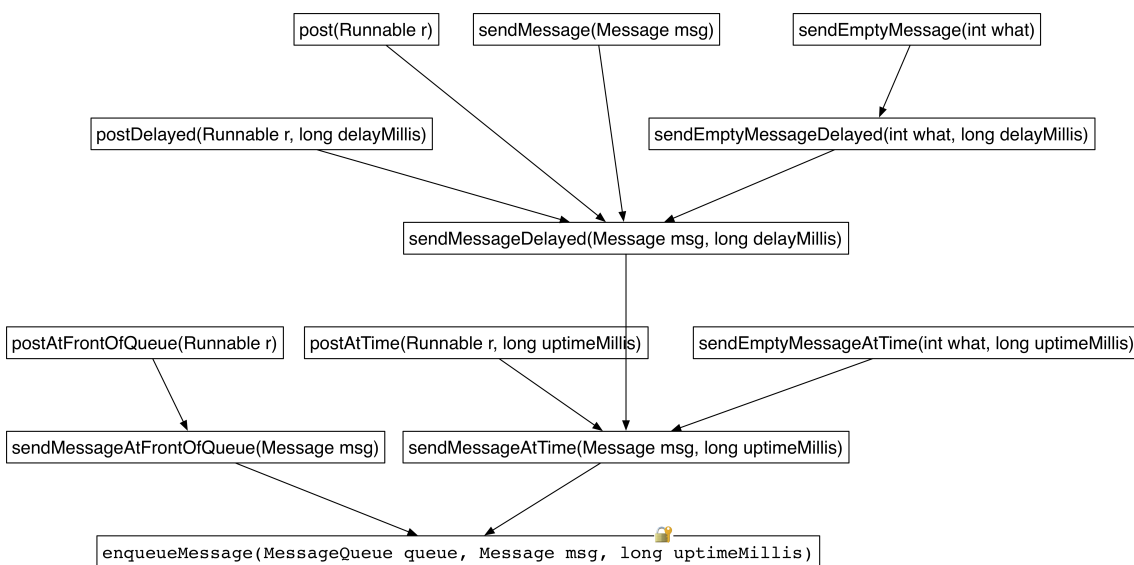 post(Runnable r)
sendMessage(Message msg)
sendEmptyMessage(int what)
postDelayed(Runnable r, long delayMillis)
sendEmptyMessageDelayed(int what, long delayMillis)
sendMessageDelayed(Message msg, long delayMillis)
postAtFrontOfQueue(Runnable r)
postAtTime(Runnable r, long uptimeMillis)
sendEmptyMessageAtTime(int what, long uptimeMillis)
sendMessageAtFrontOfQueue(Message msg)
sendMessageAtTime(Message msg, long uptimeMillis)
enqueueMessage(MessageQueue queue, Message msg, long uptimeMillis)